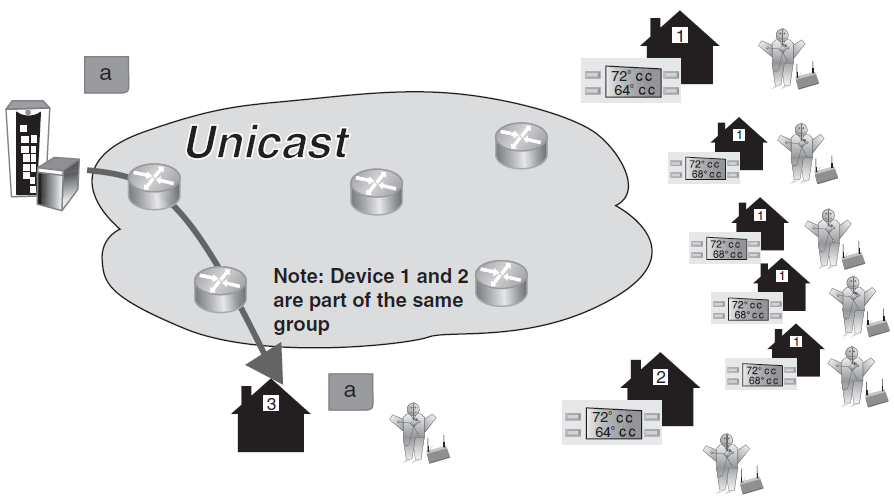 a
Unicast
Note: Device 1 and 2
are part of the same
group
3
a
1
72° cc
64° cc
1
72° cc
68° cc
1
72° cc
68° cc
1
72° cc
68° cc
1
72° cc
68° cc
2
72° cc
64° cc